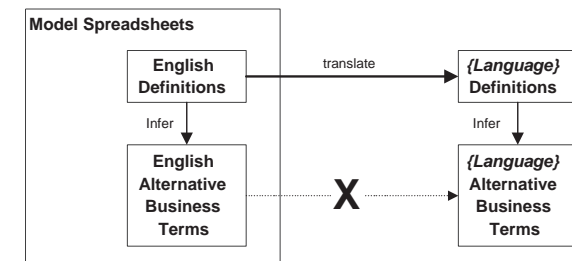 Model Spreadsheets
English
Definitions
translate
{Language}
Definitions
Infer
Infer
English
Alternative
Business
Terms
X
{Language}
Alternative
Business
Terms